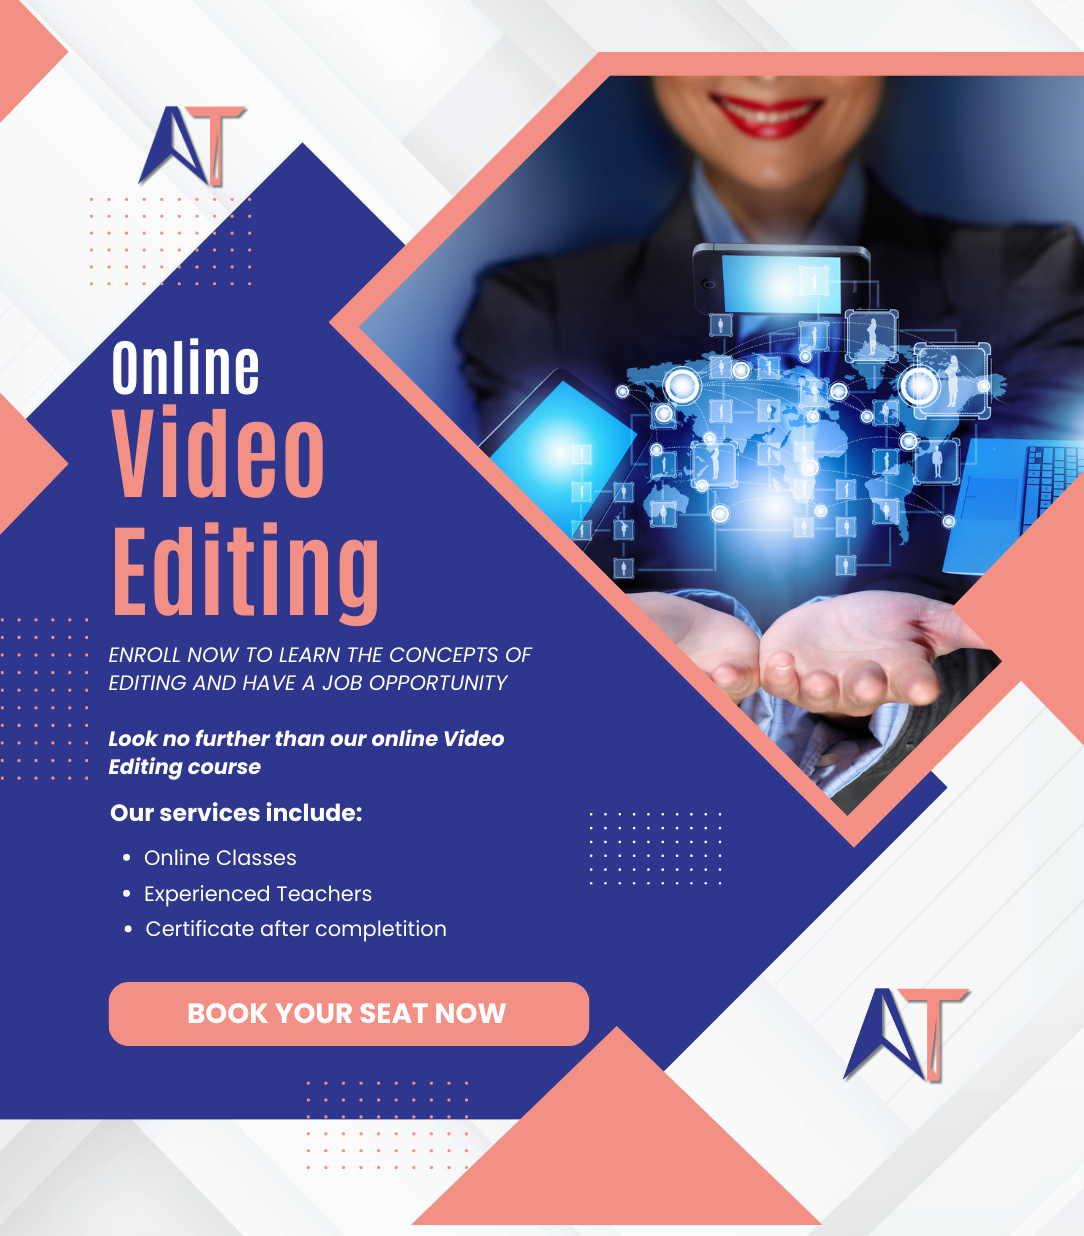 AT
Online
Video
Editing
ENROLL NOW TO LEARN THE CONCEPTS OF
EDITING AND HAVE A JOB OPPORTUNITY
Look no further than our online Video
Editing course
Our services include:
• Online Classes
• Experienced Teachers
• Certificate after completition
BOOK YOUR SEAT NOW
AT